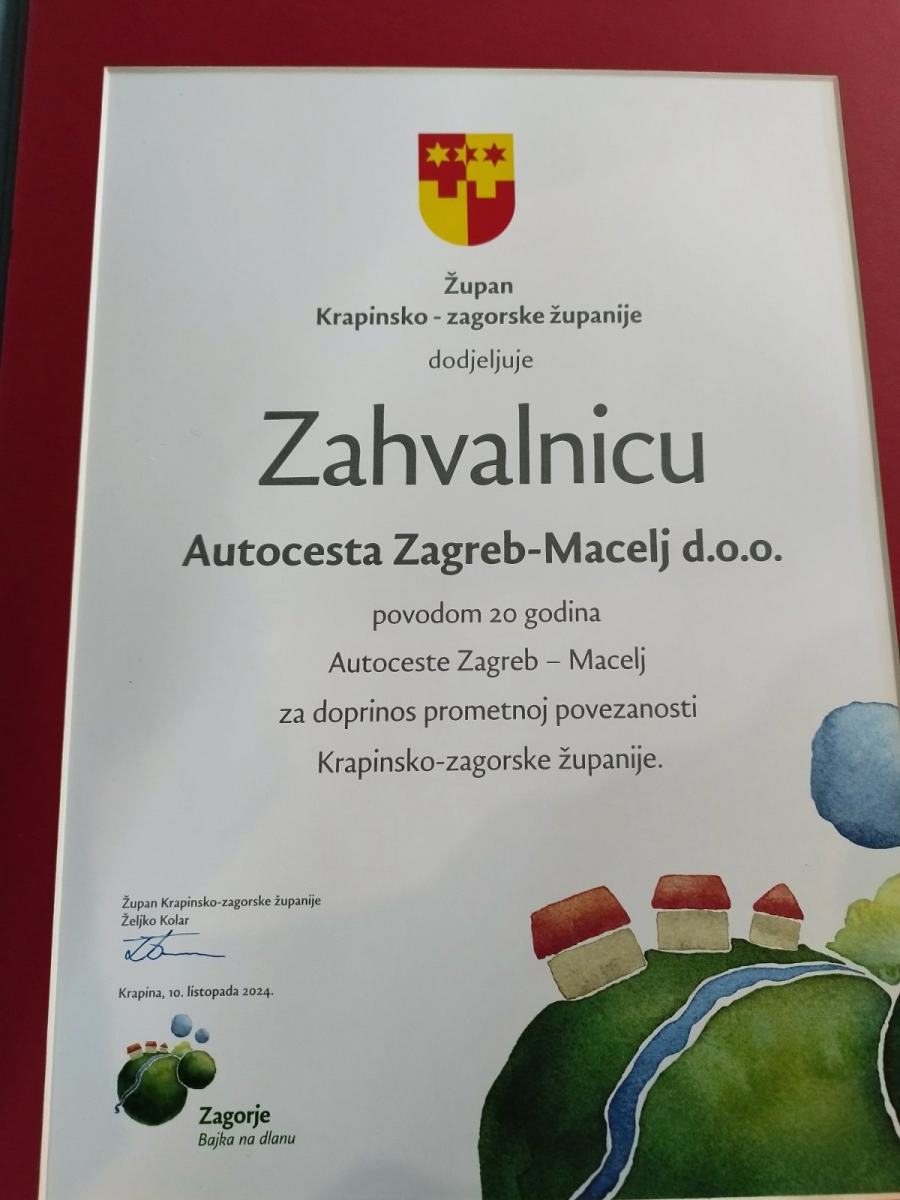 Župan
Krapinsko - zagorske županije
dodjeljuje
Zahvalnicu
Autocesta Zagreb-Macelj d.o.o.
povodom 20 godina
Autoceste Zagreb – Macelj
za doprinos prometnoj povezanosti
Krapinsko-zagorske županije.
Župan Krapinsko-zagorske županije
Željko Kolar
Krapina, 10. listopada 2024.
Zagorje
Bajka na dlanu